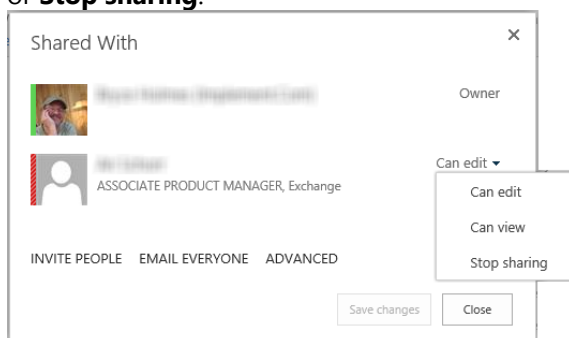 or Stop sharing.
Shared With
Owner
Can edit
ASSOCIATE PRODUCT MANAGER, Exchange
Can edit
Can view
INVITE PEOPLE EMAIL EVERYONE ADVANCED
Stop sharing
Save changes Close